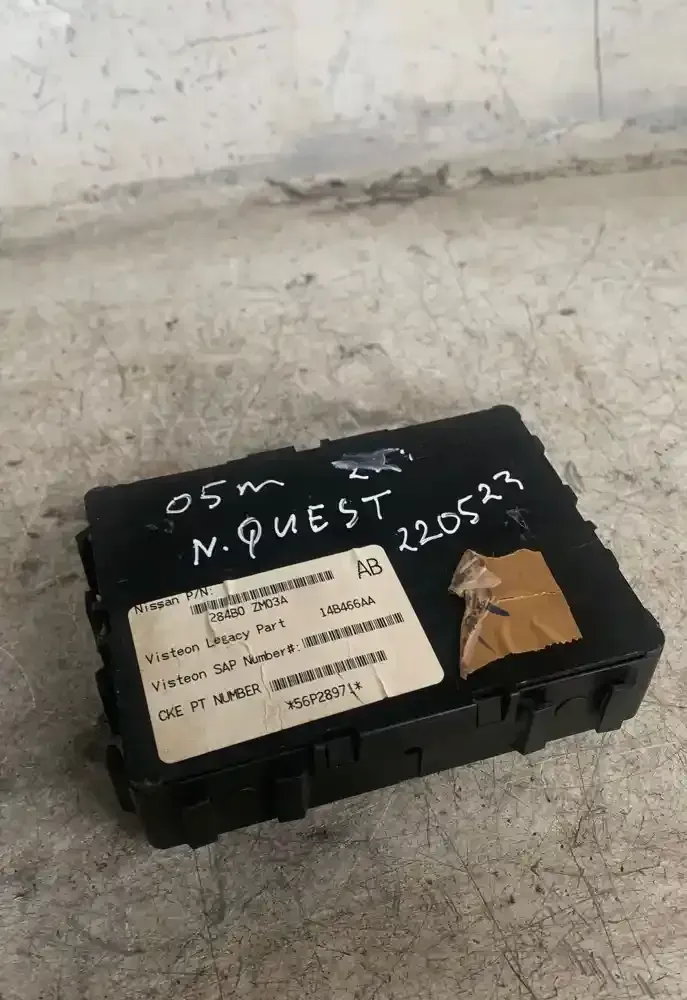 05m
N. QUEST
220523
AB
Nissan P/N:
284B0 ZM03A
Visteon Legacy Part
14B466AA
Visteon SAP Number#:
CKE PT NUMBER
*56P28971*